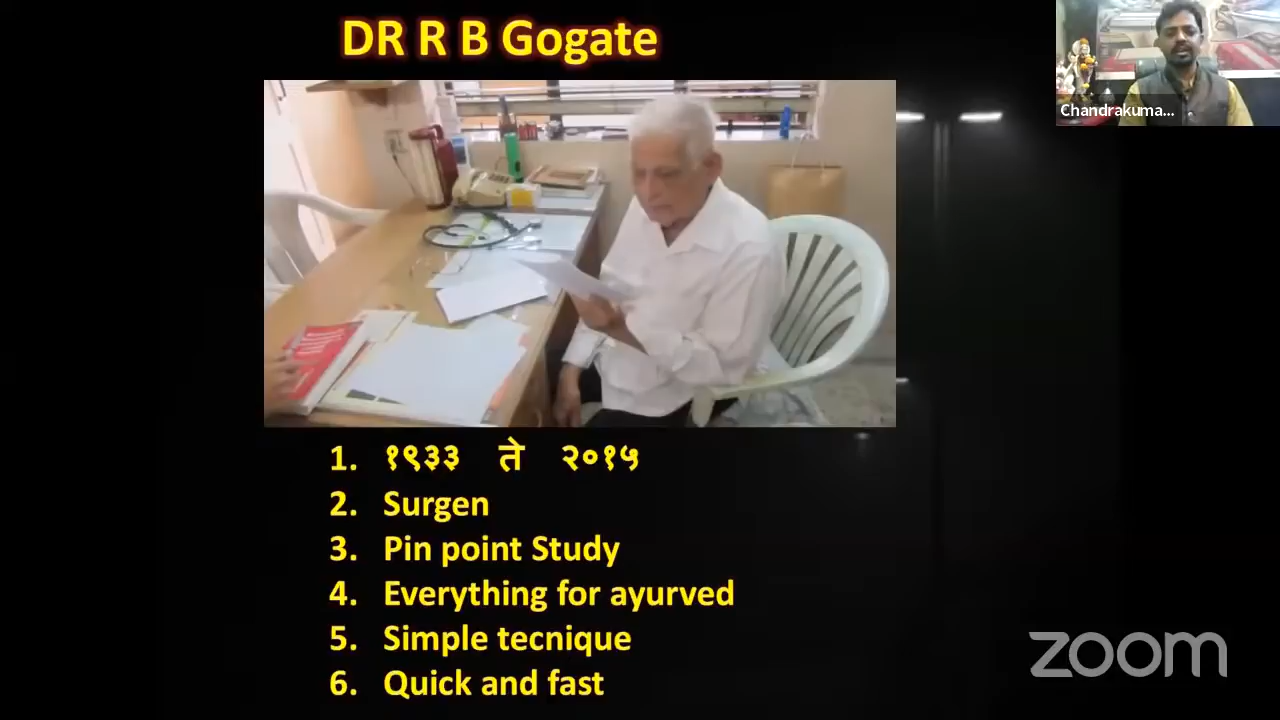 DR R B Gogate
Chandrakuma...
1. १९३३ ते २०१५
2. Surgen
3. Pin point Study
4. Everything for ayurved
5. Simple tecnique
6. Quick and fast
zoom